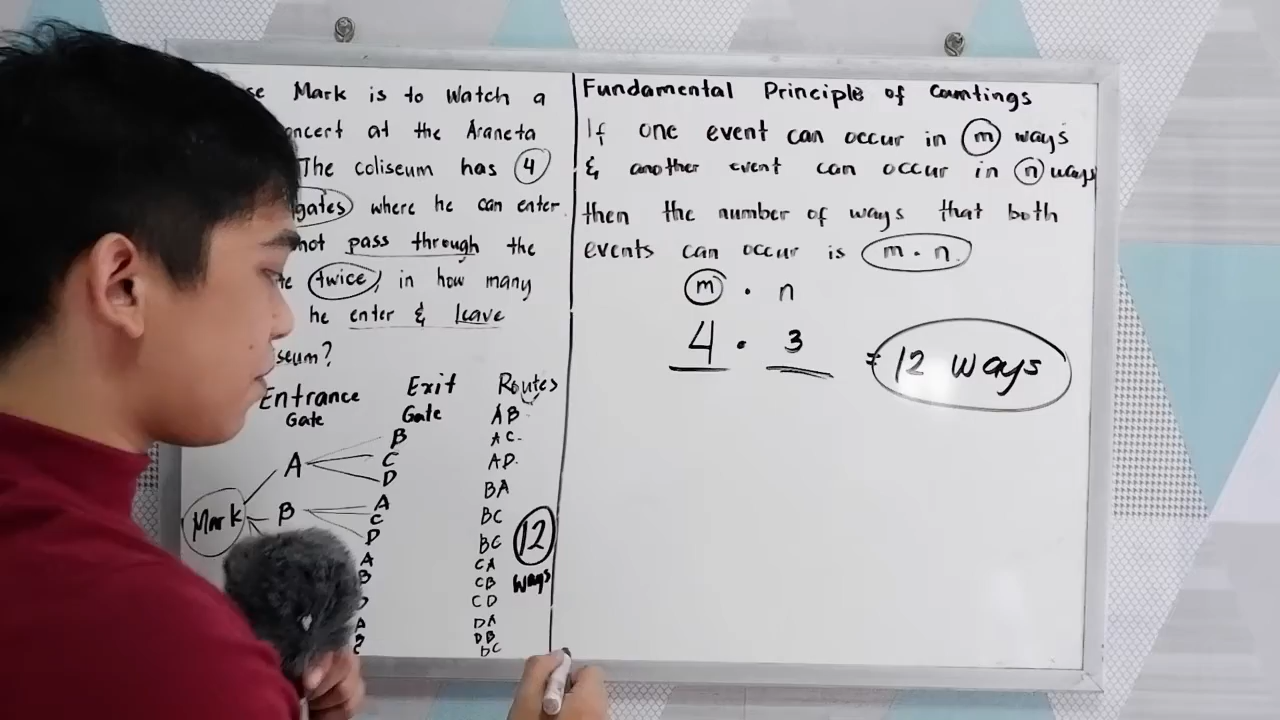 Mark is to Watch a
at the Araneta
The coliseum has 4
gates where he can enter.
not pass through the
twice, in how many
he enter & leave
Entrance Exit Routes
Gate Gate
Mark
A
B C D
B
A C D
A
B
D
A
B
AB
AC
AD
BA
BC
BC
CA
CB
CD
DA
DB
DC
12
ways
Fundamental Principle of Countings
If one event can occur in m ways
& another event can occur in n ways
then the number of ways that both
events can occur is m · n.
m · n
4 · 3 = 12 ways